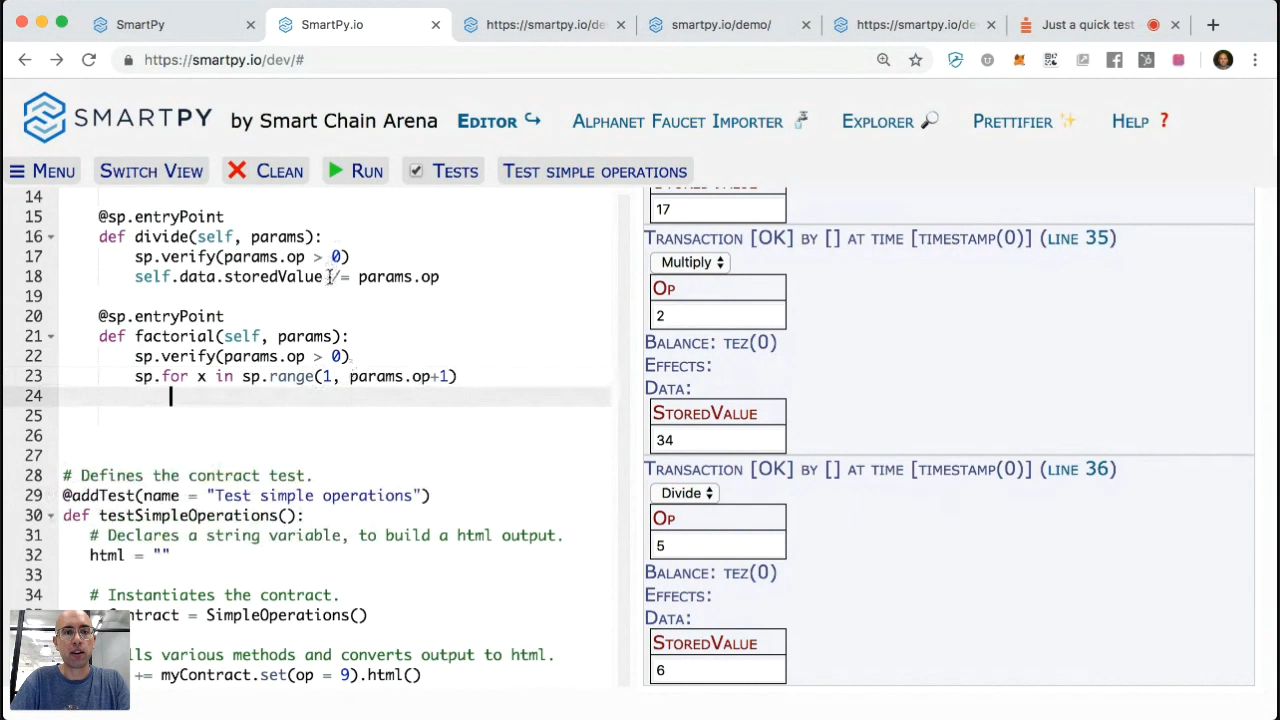 SmartPy
SmartPy.io
https://smartpy.io/de
smartpy.io/demo/
https://smartpy.io/de
Just a quick test
https://smartpy.io/dev/#
SMARTPY by Smart Chain Arena
EDITOR
ALPHANET FAUCET IMPORTER
EXPLORER
PRETTIFIER
HELP ?
MENU
SWITCH VIEW
CLEAN
RUN
TESTS
TEST SIMPLE OPERATIONS
14
15 @sp.entryPoint
16 def divide(self, params):
17 sp.verify(params.op > 0)
18 self.data.storedValue /= params.op
19
20 @sp.entryPoint
21 def factorial(self, params):
22 sp.verify(params.op > 0)
23 sp.for x in sp.range(1, params.op+1)
24
25
26
27
28 # Defines the contract test.
29 @addTest(name = "Test simple operations")
30 def testSimpleOperations():
31 # Declares a string variable, to build a html output.
32 html = ""
33
34 # Instantiates the contract.
ontract = SimpleOperations()
lls various methods and converts output to html.
+= myContract.set(op = 9).html()
17
TRANSACTION [OK] BY [] AT TIME [TIMESTAMP(0)] (LINE 35)
Multiply
OP
2
BALANCE: TEZ(0)
EFFECTS:
DATA:
STOREDVALUE
34
TRANSACTION [OK] BY [] AT TIME [TIMESTAMP(0)] (LINE 36)
Divide
OP
5
BALANCE: TEZ(0)
EFFECTS:
DATA:
STOREDVALUE
6